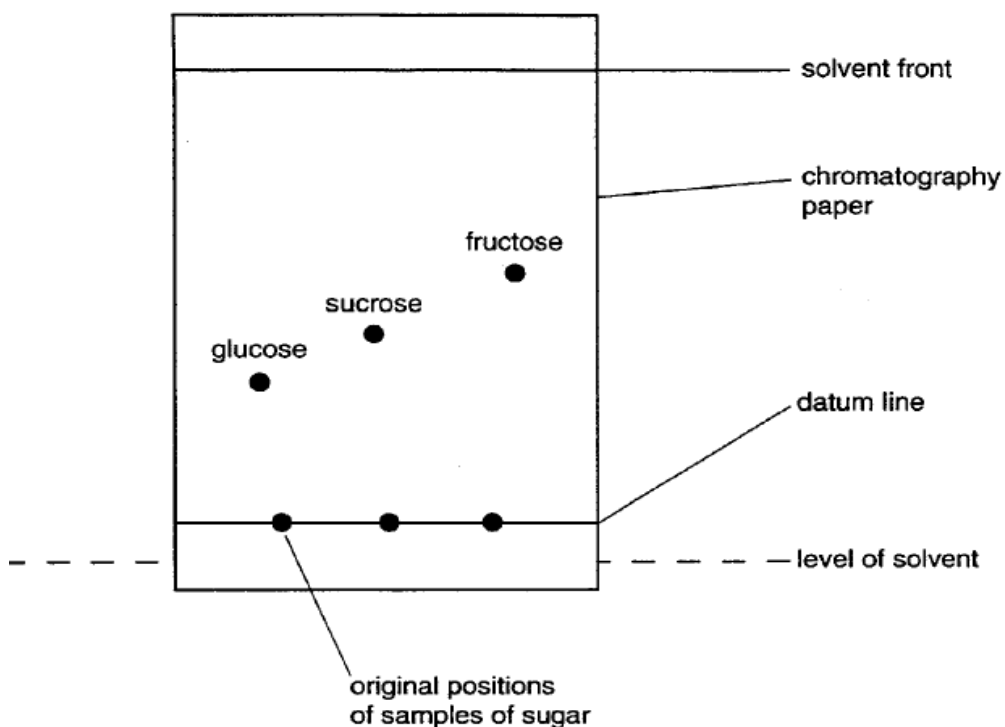 solvent front
chromatography
paper
fructose
sucrose
glucose
datum line
level of solvent
original positions
of samples of sugar